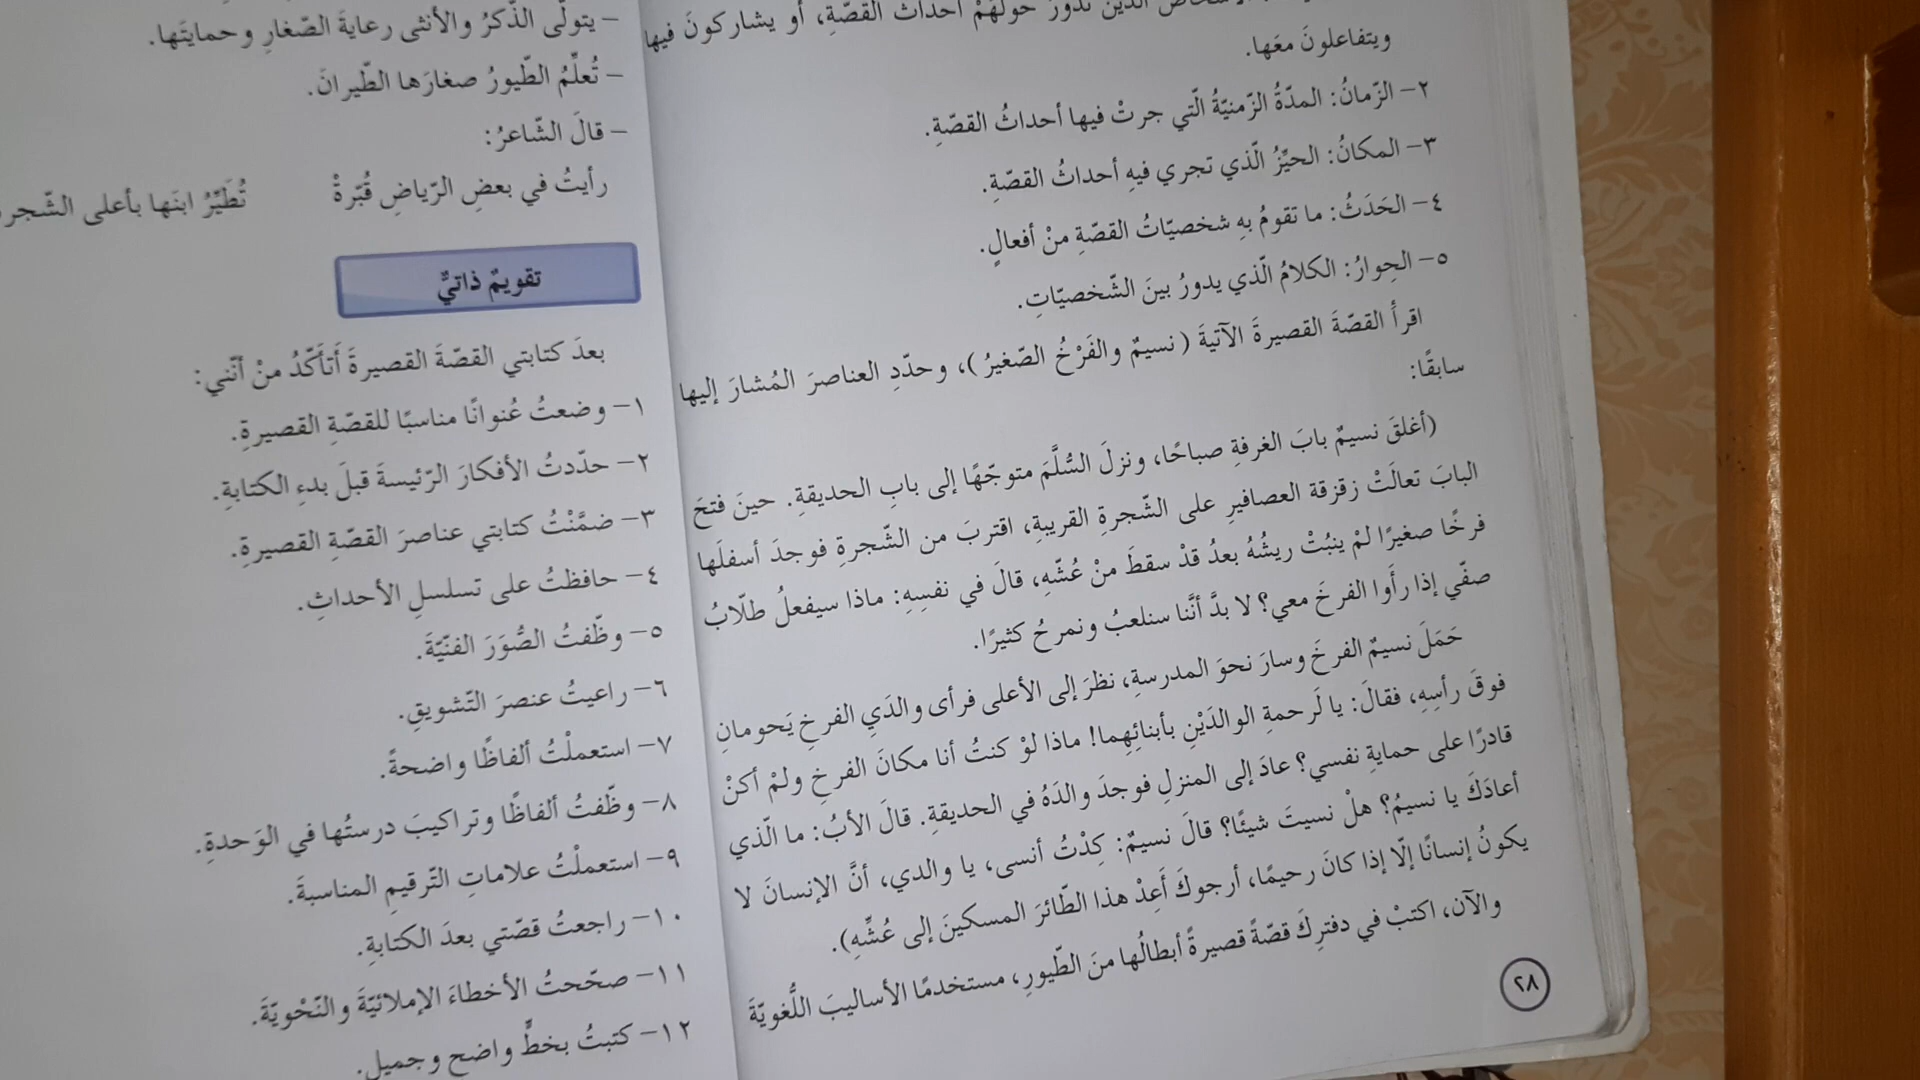 الأشخاص الّذين تدورُ حولَهُمْ أحداثُ القصّةِ، أو يشاركونَ فيها
ويتفاعلونَ معَها.
٢- الزّمانُ: المدّةُ الزّمنيّةُ الّتي جرتْ فيها أحداثُ القصّةِ.
٣- المكانُ: الحيِّزُ الّذي تجري فيهِ أحداثُ القصّةِ.
٤- الحَدَثُ: ما تقومُ بهِ شخصيّاتُ القصّةِ منْ أفعالٍ.
٥- الحِوارُ: الكلامُ الّذي يدورُ بينَ الشّخصيّاتِ.
اقرأ القصّةَ القصيرةَ الآتيةَ (نسيمٌ والفَرْخُ الصّغيرُ)، وحدّدِ العناصرَ المُشارَ إليها
سابقًا:
(أغلقَ نسيمٌ بابَ الغرفةِ صباحًا، ونزلَ السُّلَّمَ متوجّهًا إلى بابِ الحديقةِ. حينَ فتحَ
البابَ تعالَتْ زقزقة العصافيرِ على الشّجرةِ القريبةِ، اقتربَ من الشّجرةِ فوجدَ أسفلَها
فرخًا صغيرًا لمْ ينبُتْ ريشُهُ بعدُ قدْ سقطَ منْ عُشّهِ، قالَ في نفسِهِ: ماذا سيفعلُ طلّابُ
صفّي إذا رأَوا الفرخَ معي؟ لا بدَّ أنَّنا سنلعبُ ونمرحُ كثيرًا.
حَمَلَ نسيمٌ الفرخَ وسارَ نحوَ المدرسةِ، نظرَ إلى الأعلى فرأى والدَي الفرخِ يَحومانِ
فوقَ رأسِهِ، فقالَ: يا لَرحمةِ الوالدَيْنِ بأبنائِهِما! ماذا لوْ كنتُ أنا مكانَ الفرخِ ولمْ أكنْ
قادرًا على حمايةِ نفسي؟ عادَ إلى المنزلِ فوجدَ والدَهُ في الحديقةِ. قالَ الأبُ: ما الّذي
أعادَكَ يا نسيمُ؟ هلْ نسيتَ شيئًا؟ قالَ نسيمٌ: كِدْتُ أنسى، يا والدي، أنَّ الإنسانَ لا
يكونُ إنسانًا إلّا إذا كانَ رحيمًا، أرجوكَ أَعِدْ هذا الطّائرَ المسكينَ إلى عُشِّهِ).
والآن، اكتبْ في دفترِكَ قصّةً قصيرةً أبطالُها منَ الطّيورِ، مستخدمًا الأساليبَ اللُّغويّةَ
٢٨
- يتولّى الذّكرُ والأنثى رعايةَ الصّغارِ وحمايتَها.
- تُعلِّمُ الطّيورُ صغارَها الطّيرانَ.
- قالَ الشّاعرُ:
رأيتُ في بعضِ الرّياضِ قُبّرةْ تُطَيِّرُ ابنَها بأعلى
تقويمٌ ذاتيٌّ
بعدَ كتابتي القصّةَ القصيرةَ أَتأَكّدُ منْ أنّني:
١- وضعتُ عُنوانًا مناسبًا للقصّةِ القصيرةِ.
٢- حدّدتُ الأفكارَ الرّئيسةَ قبلَ بدءِ الكتابةِ.
٣- ضمَّنْتُ كتابتي عناصرَ القصّةِ القصيرةِ.
٤- حافظتُ على تسلسلِ الأحداثِ.
٥- وظّفتُ الصُّوَرَ الفنّيّةَ.
٦- راعيتُ عنصرَ التّشويقِ.
٧- استعملْتُ ألفاظًا واضحةً.
٨- وظّفتُ ألفاظًا وتراكيبَ درستُها في الوَحدةِ.
٩- استعملْتُ علاماتِ التّرقيمِ المناسبةَ.
١٠- راجعتُ قصّتي بعدَ الكتابةِ.
١١- صحّحتُ الأخطاءَ الإملائيّةَ والنّحْويّةَ.
١٢- كتبتُ بخطٍّ واضحٍ وجميلٍ.